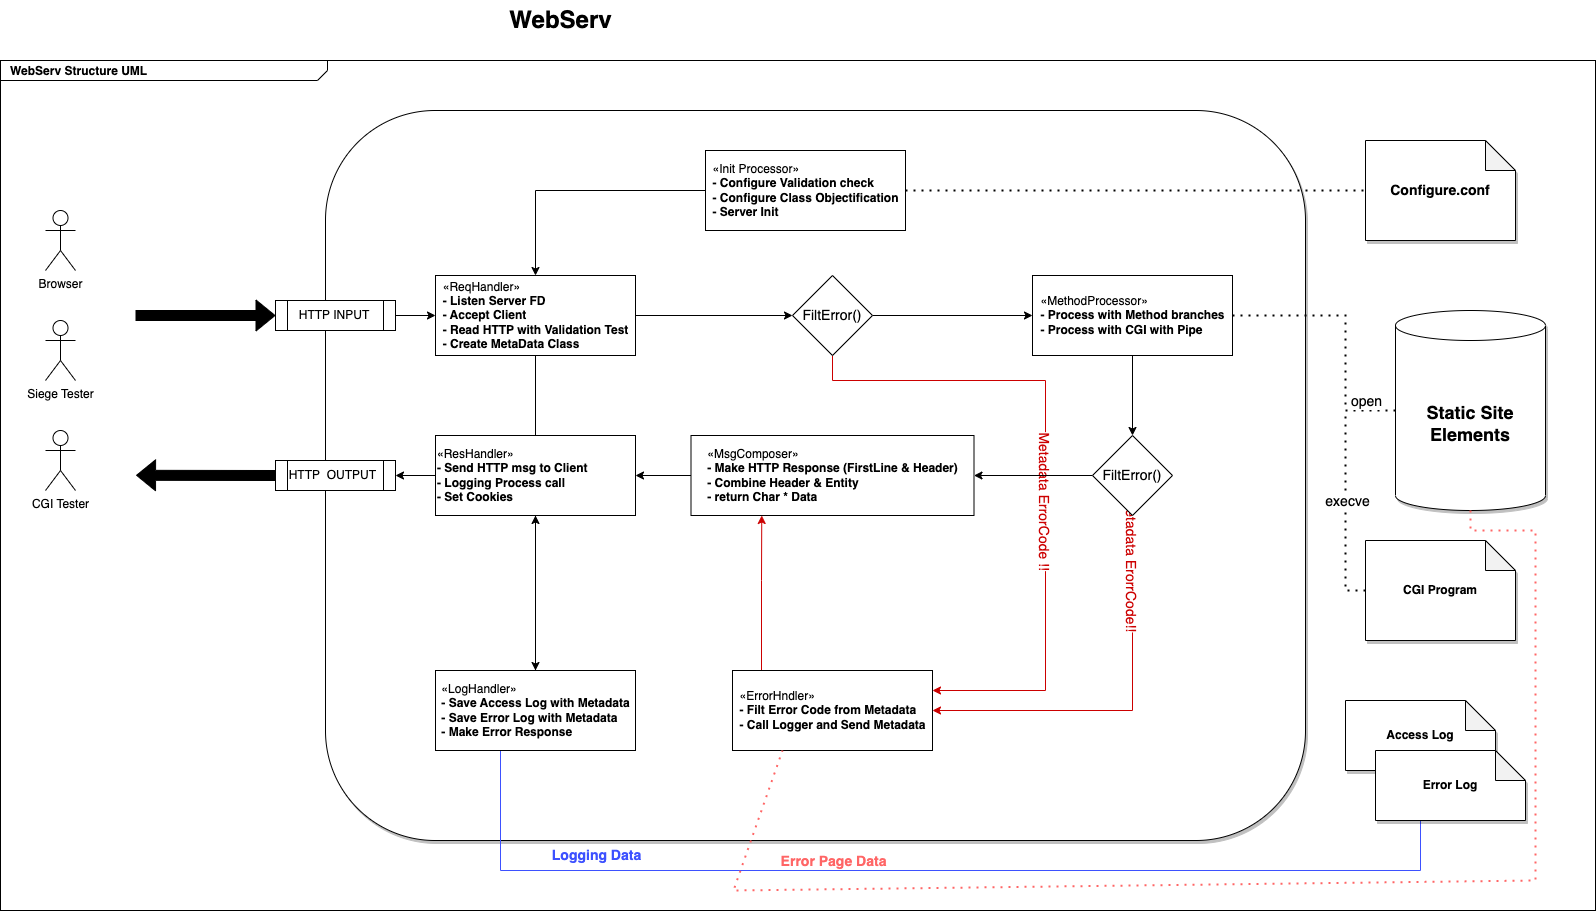 WebServ
WebServ Structure UML
«Init Processor»
- Configure Validation check
- Configure Class Objectification
- Server Init
Configure.conf
Browser
«ReqHandler»
- Listen Server FD
- Accept Client
- Read HTTP with Validation Test
- Create MetaData Class
HTTP INPUT
FiltError()
«MethodProcessor»
- Process with Method branches
- Process with CGI with Pipe
Siege Tester
open
Static Site
Elements
CGI Tester
HTTP  OUTPUT
«ResHandler»
- Send HTTP msg to Client
- Logging Process call
- Set Cookies
«MsgComposer»
- Make HTTP Response (FirstLine & Header)
- Combine Header & Entity
- return Char * Data
Metadata ErrorCode !!
FiltError()
etadata ErorrCode!!
execve
CGI Program
«LogHandler»
- Save Access Log with Metadata
- Save Error Log with Metadata
- Make Error Response
«ErrorHndler»
- Filt Error Code from Metadata
- Call Logger and Send Metadata
Access Log
Error Log
Logging Data
Error Page Data